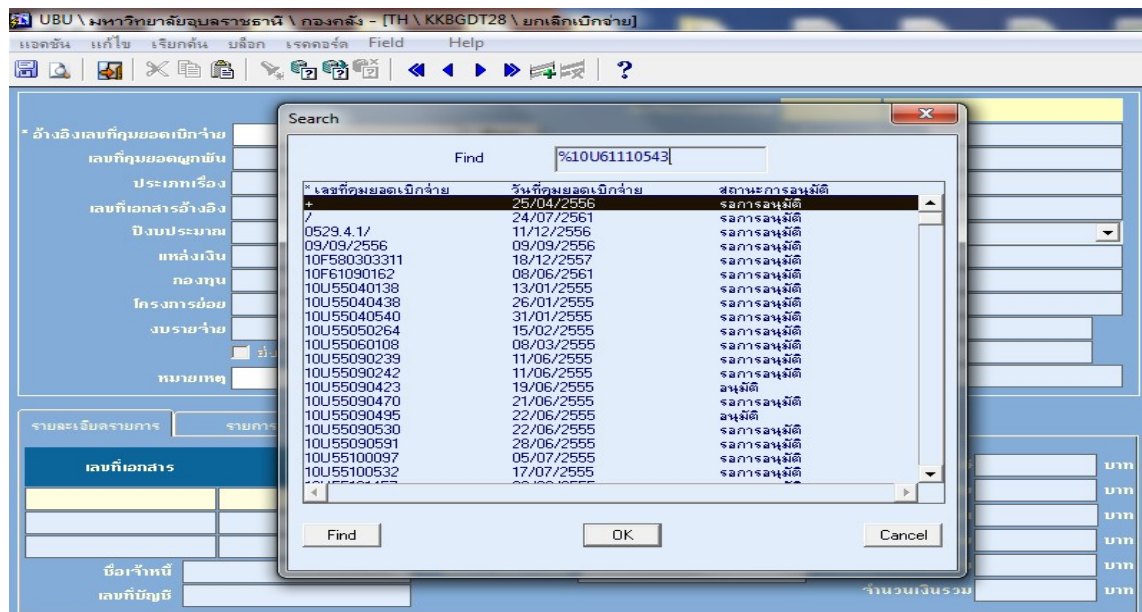 UBU \ มหาวิทยาลัยอุบลราชธานี \ กองคลัง - [TH \ KKBGDT28 \ ยกเลิกเบิกจ่าย]
แอคชัน แก้ไข เรียกค้น บล็อก เรคคอร์ด Field Help
Search
* อ้างอิงเลขที่คุมยอดเบิกจ่าย
เลขที่คุมยอดผูกพัน
ประเภทเรื่อง
เลขที่เอกสารอ้างอิง
ปีงบประมาณ
แหล่งเงิน
กองทุน
โครงการย่อย
งบรายจ่าย
หมายเหตุ
Find %10U61110543
* เลขที่คุมยอดเบิกจ่าย วันที่คุมยอดเบิกจ่าย สถานะการอนุมัติ
+ 25/04/2556 รอการอนุมัติ
/ 24/07/2561 รอการอนุมัติ
0529.4.1/ 11/12/2556 รอการอนุมัติ
09/09/2556 09/09/2556 รอการอนุมัติ
10F580303311 18/12/2557 รอการอนุมัติ
10F61090162 08/06/2561 รอการอนุมัติ
10U55040138 13/01/2555 รอการอนุมัติ
10U55040438 26/01/2555 รอการอนุมัติ
10U55040540 31/01/2555 รอการอนุมัติ
10U55050264 15/02/2555 รอการอนุมัติ
10U55060108 08/03/2555 รอการอนุมัติ
10U55090239 11/06/2555 รอการอนุมัติ
10U55090242 11/06/2555 รอการอนุมัติ
10U55090423 19/06/2555 อนุมัติ
10U55090470 21/06/2555 รอการอนุมัติ
10U55090495 22/06/2555 อนุมัติ
10U55090530 22/06/2555 รอการอนุมัติ
10U55090591 28/06/2555 รอการอนุมัติ
10U55100097 05/07/2555 รอการอนุมัติ
10U55100532 17/07/2555 รอการอนุมัติ
Find OK Cancel
รายละเอียดรายการ รายการ
เลขที่เอกสาร
บาท
บาท
บาท
บาท
ชื่อเจ้าหนี้ บาท
เลขที่บัญชี จำนวนเงินรวม บาท